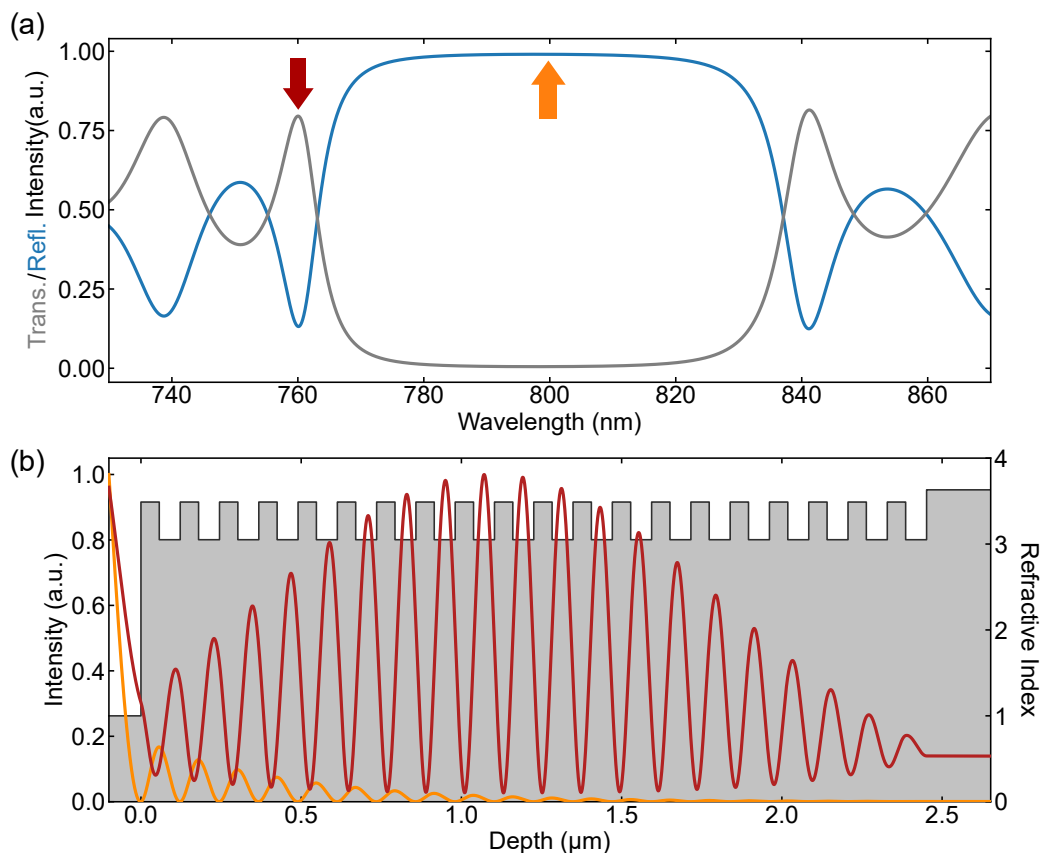 (a)
Trans./Refl. Intensity(a.u.)
1.00
0.75
0.50
0.25
0.00
740 760 780 800 820 840 860
Wavelength (nm)
(b)
Intensity (a.u.)
1.0
0.8
0.6
0.4
0.2
0.0
4
3
2
1
0
Refractive Index
0.0 0.5 1.0 1.5 2.0 2.5
Depth (μm)